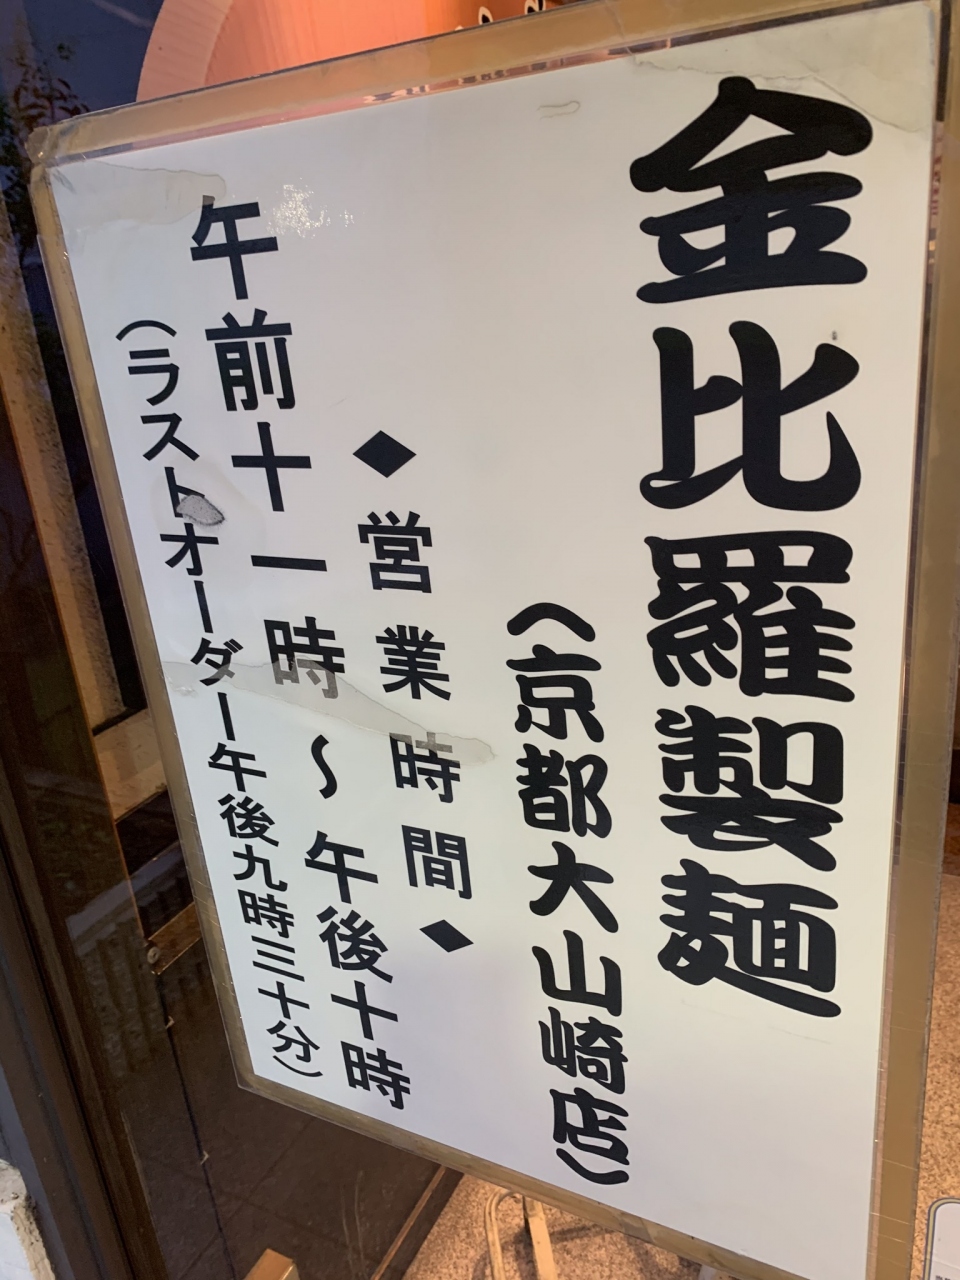 金比羅製麺
（京都大山崎店）
◆営業時間◆
午前十一時〜午後十時
（ラストオーダー午後九時三十分）